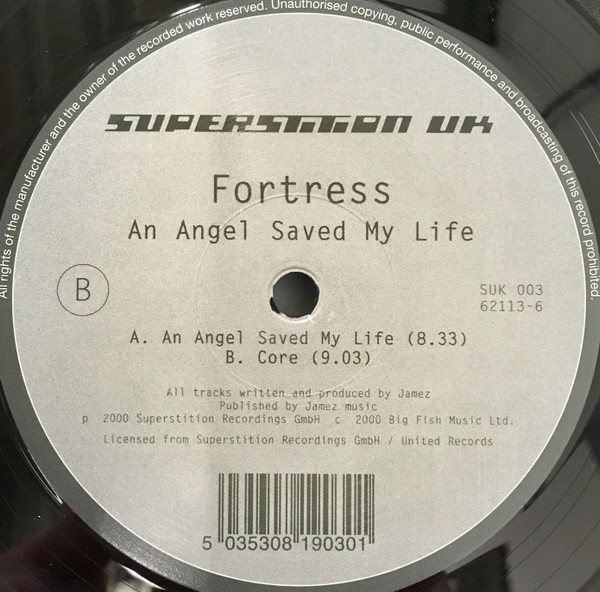 All rights of the manufacturer and the owner of the recorded work reserved. Unauthorised copying, public performance and broadcasting of this record prohibited.
SUPERSTITION UK
Fortress
An Angel Saved My Life
B
SUK 003
62113-6
A. An Angel Saved My Life (8.33)
B. Core (9.03)
All tracks written and produced by Jamez
Published by Jamez music
p 2000 Superstition Recordings GmbH c 2000 Big Fish Music Ltd.
Licensed from Superstition Recordings GmbH / United Records
5 035308 190301